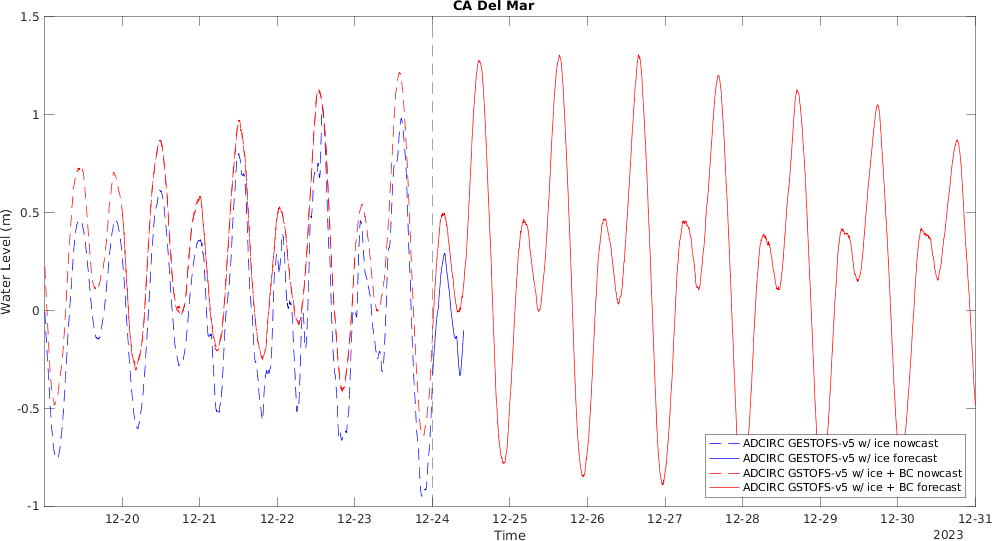 CA Del Mar
1.5
1
0.5
0
-0.5
-1
Water Level (m)
12-20
12-21
12-22
12-23
12-24
12-25
12-26
12-27
12-28
12-29
12-30
12-31
Time
2023
ADCIRC GESTOFS-v5 w/ ice nowcast
ADCIRC GESTOFS-v5 w/ ice forecast
ADCIRC GSTOFS-v5 w/ ice + BC nowcast
ADCIRC GSTOFS-v5 w/ ice + BC forecast